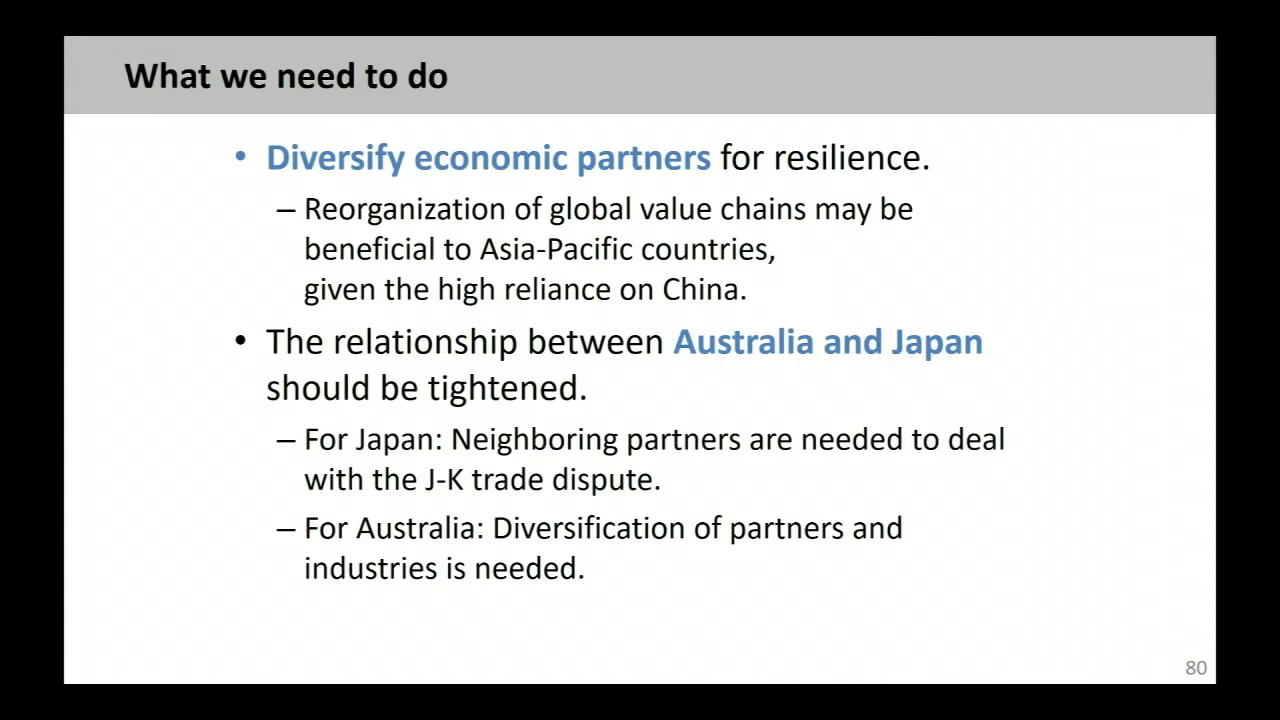 What we need to do
• Diversify economic partners for resilience.
– Reorganization of global value chains may be
beneficial to Asia-Pacific countries,
given the high reliance on China.
• The relationship between Australia and Japan
should be tightened.
– For Japan: Neighboring partners are needed to deal
with the J-K trade dispute.
– For Australia: Diversification of partners and
industries is needed.
80